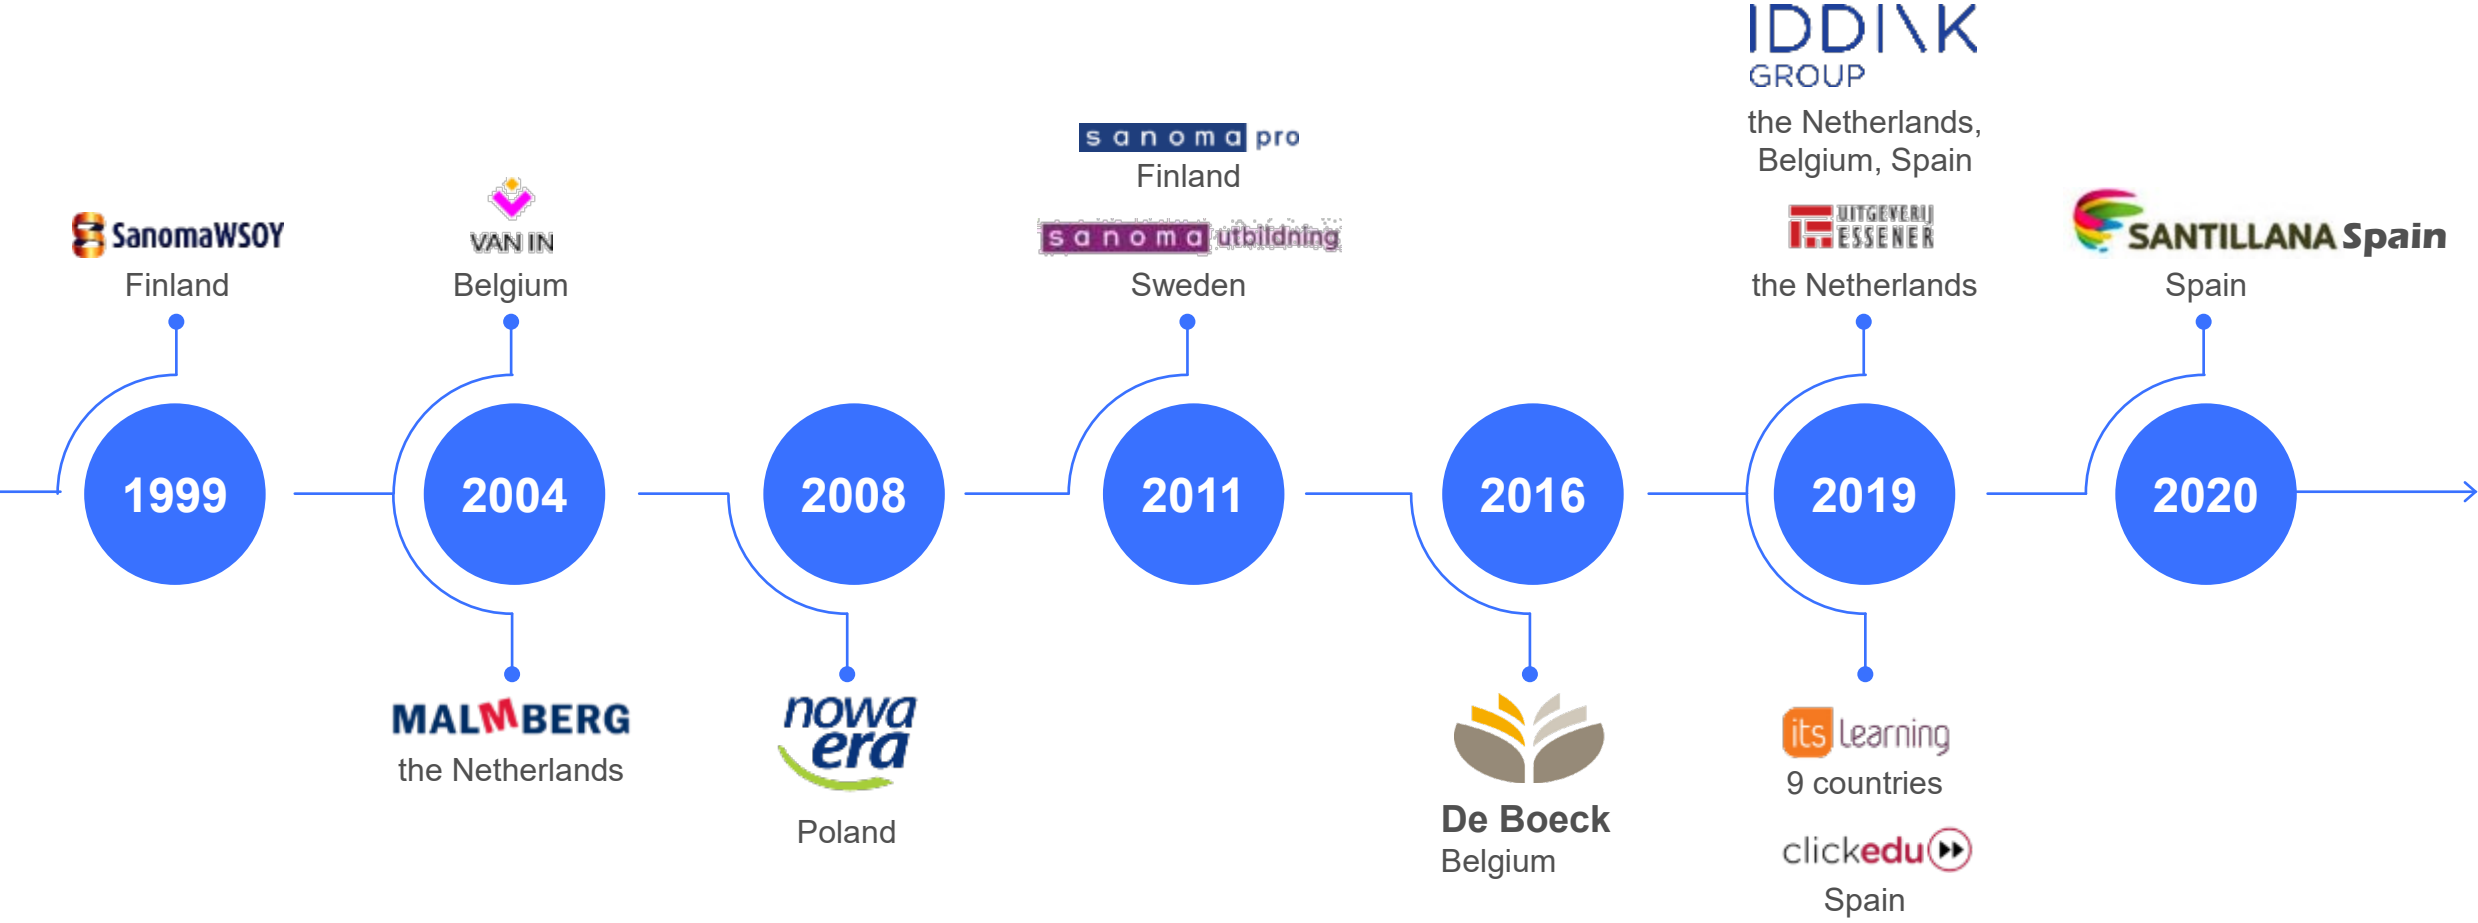 SanomaWSOY
Finland
1999
VAN IN
Belgium
2004
MALMBERG
the Netherlands
2008
nowa
era
Poland
sanoma pro
Finland
sanoma utbildning
Sweden
2011
2016
De Boeck
Belgium
IDDINK
GROUP
the Netherlands,
Belgium, Spain
UITGEVERIJ
ESSENER
the Netherlands
2019
its learning
9 countries
clickedu
Spain
SANTILLANA Spain
Spain
2020